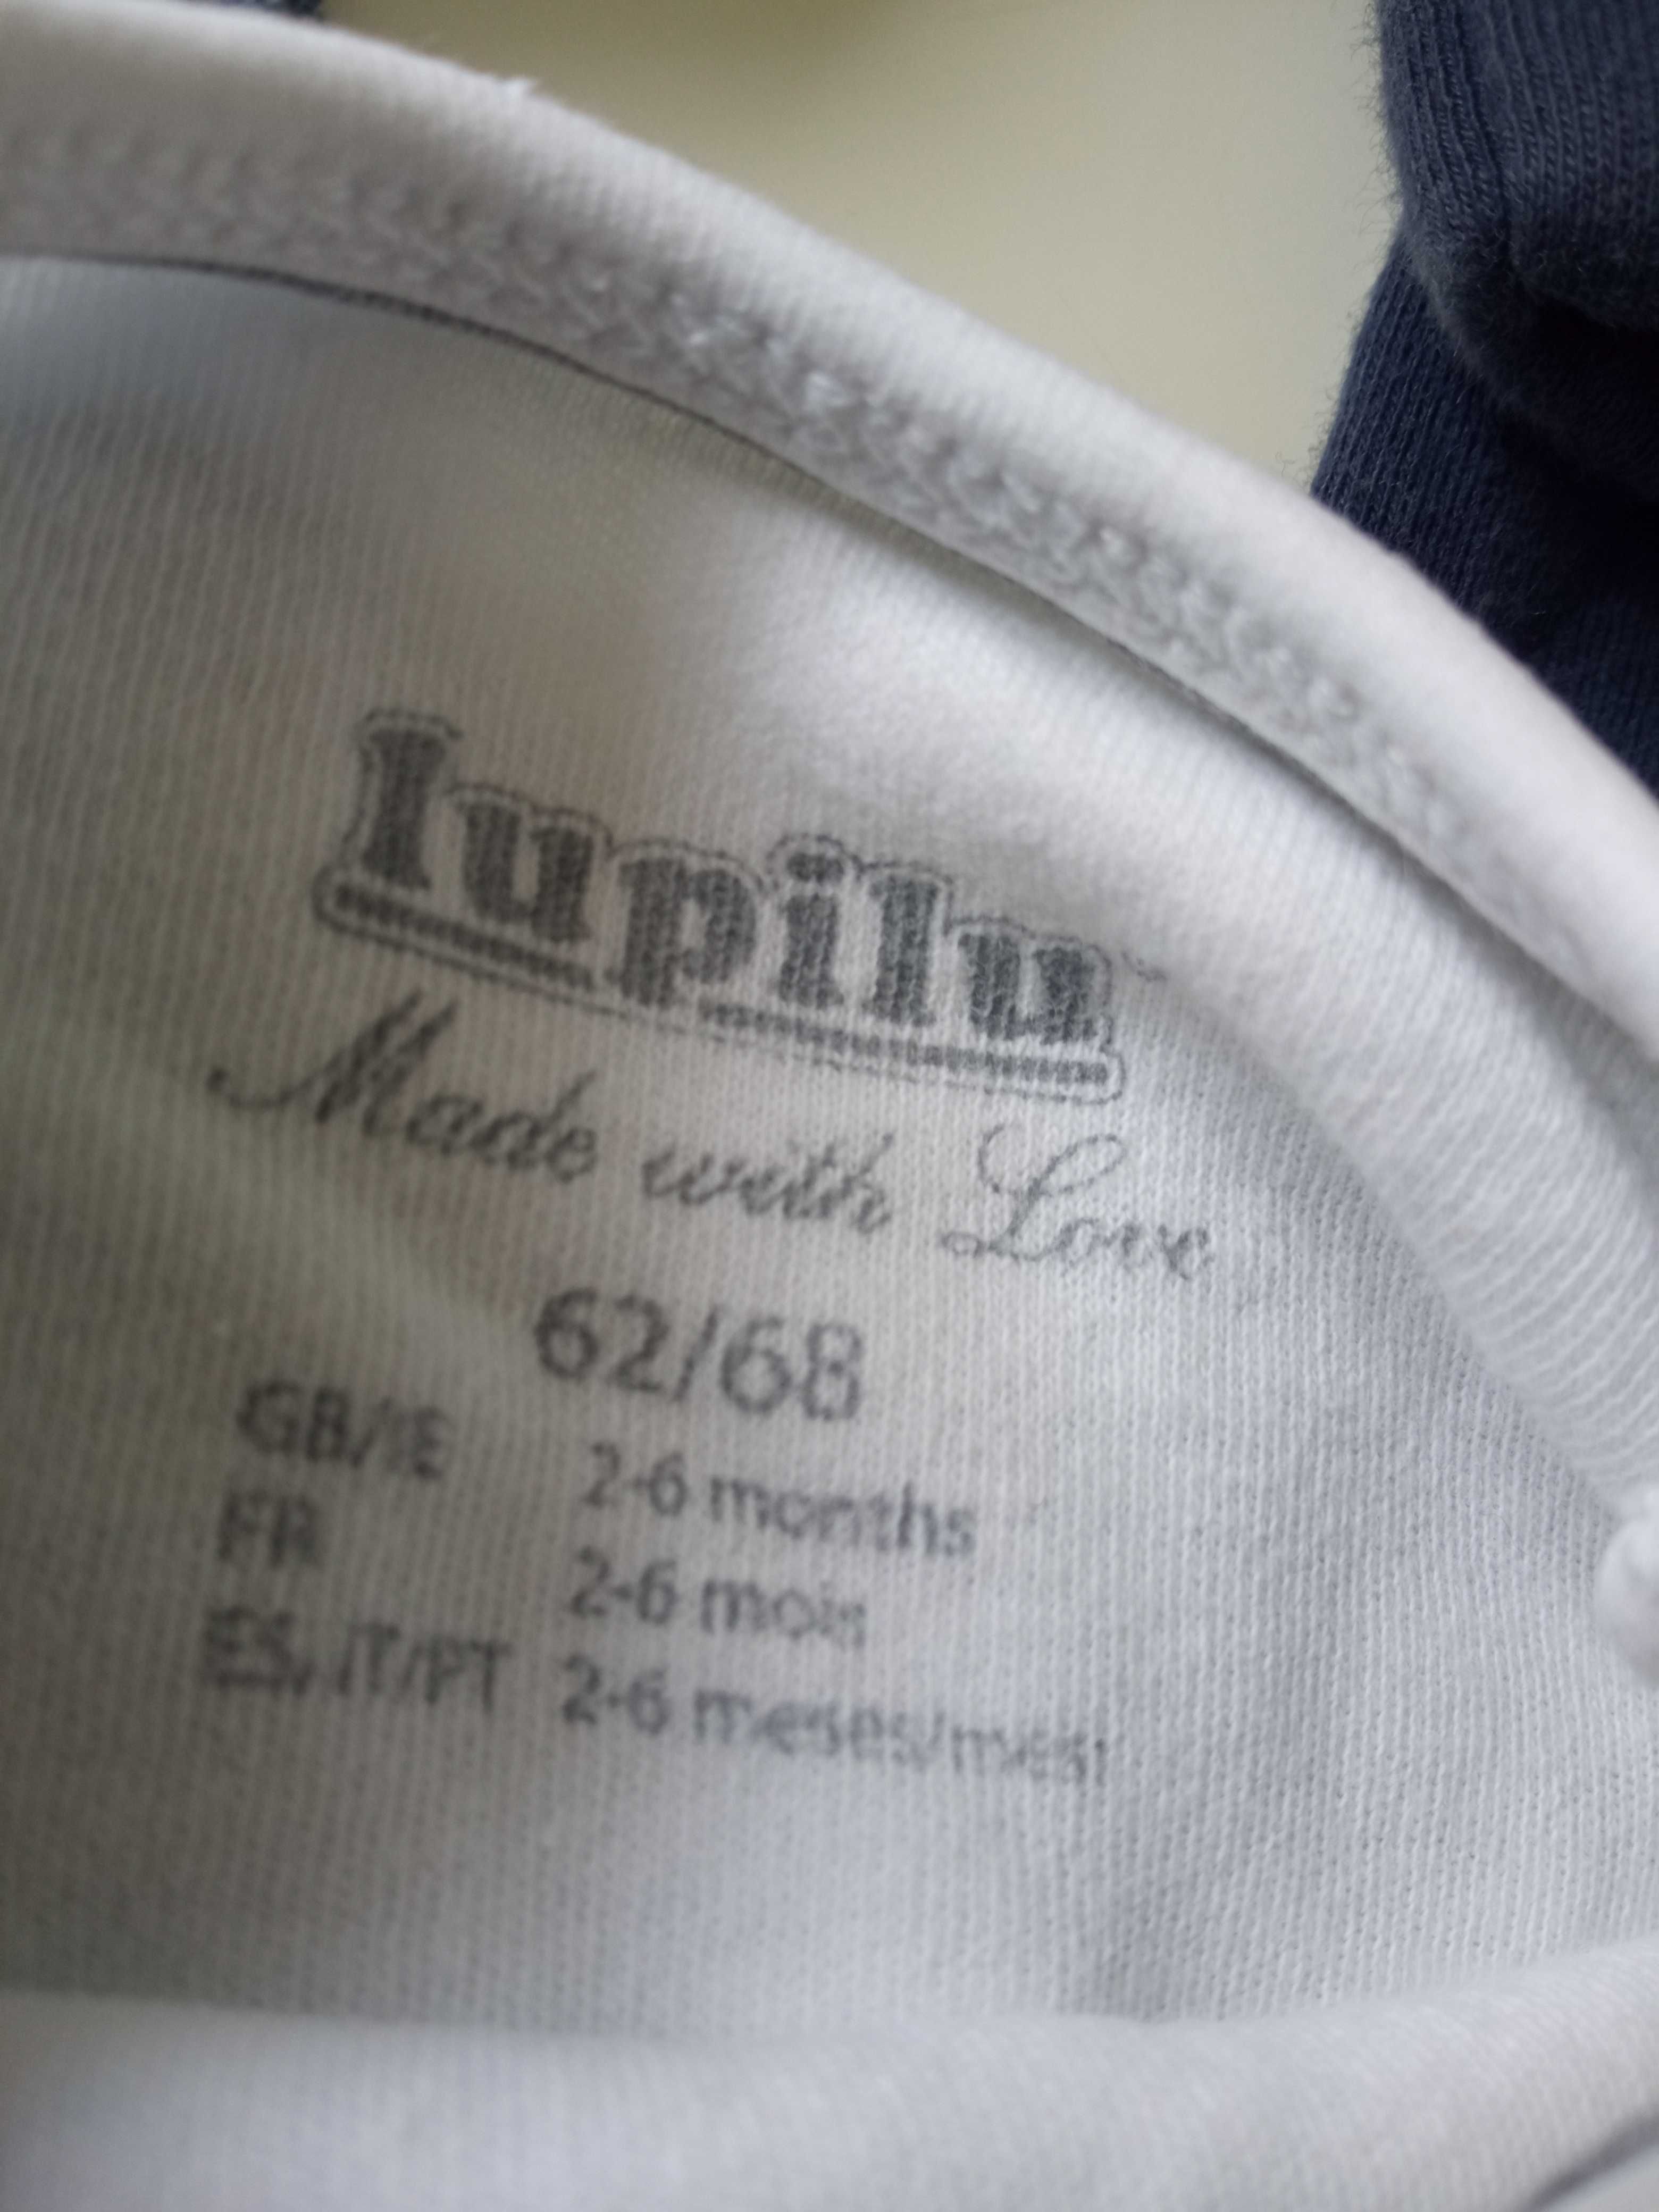 lupilu™
Made with Love
62/68
GB/IE 2-6 months
FR 2-6 mois
ES, IT/PT 2-6 meses/mesi